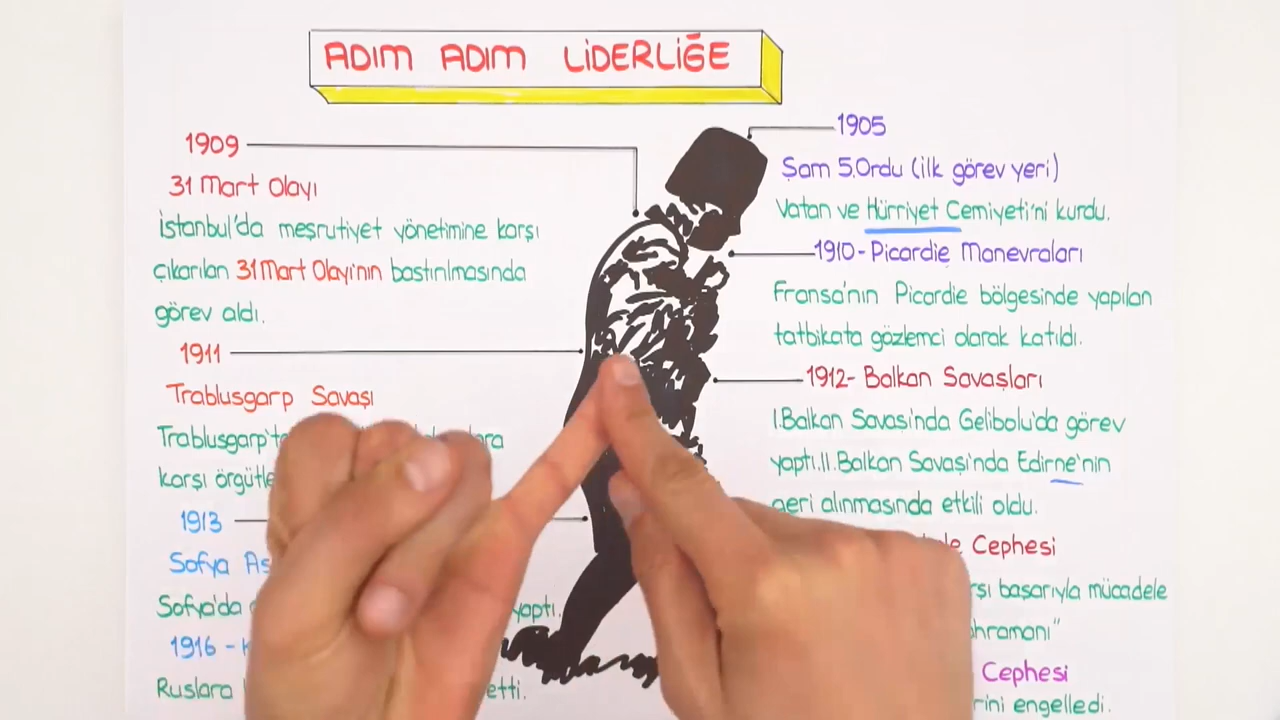 ADIM ADIM LİDERLİĞE
1909
31 Mart Olayı
İstanbul'da meşrutiyet yönetimine karşı
çıkarılan 31 Mart Olayı'nın bastırılmasında
görev aldı.
1911
Trablusgarp Savaşı
karşı
1913
Sofya
Sofya'da yaptı.
1916 -
Ruslara etti.
1905
Şam 5.Ordu (ilk görev yeri)
Vatan ve Hürriyet Cemiyeti'ni kurdu.
1910- Picardie Manevraları
Fransa'nın Picardie bölgesinde yapılan
tatbikata gözlemci olarak katıldı.
1912- Balkan Savaşları
I.Balkan Savaşı'nda Gelibolu'da görev
yaptı.II.Balkan Savaşı'nda Edirne'nin
geri alınmasında etkili oldu.
Cephesi
başarıyla mücadele
Cephesi